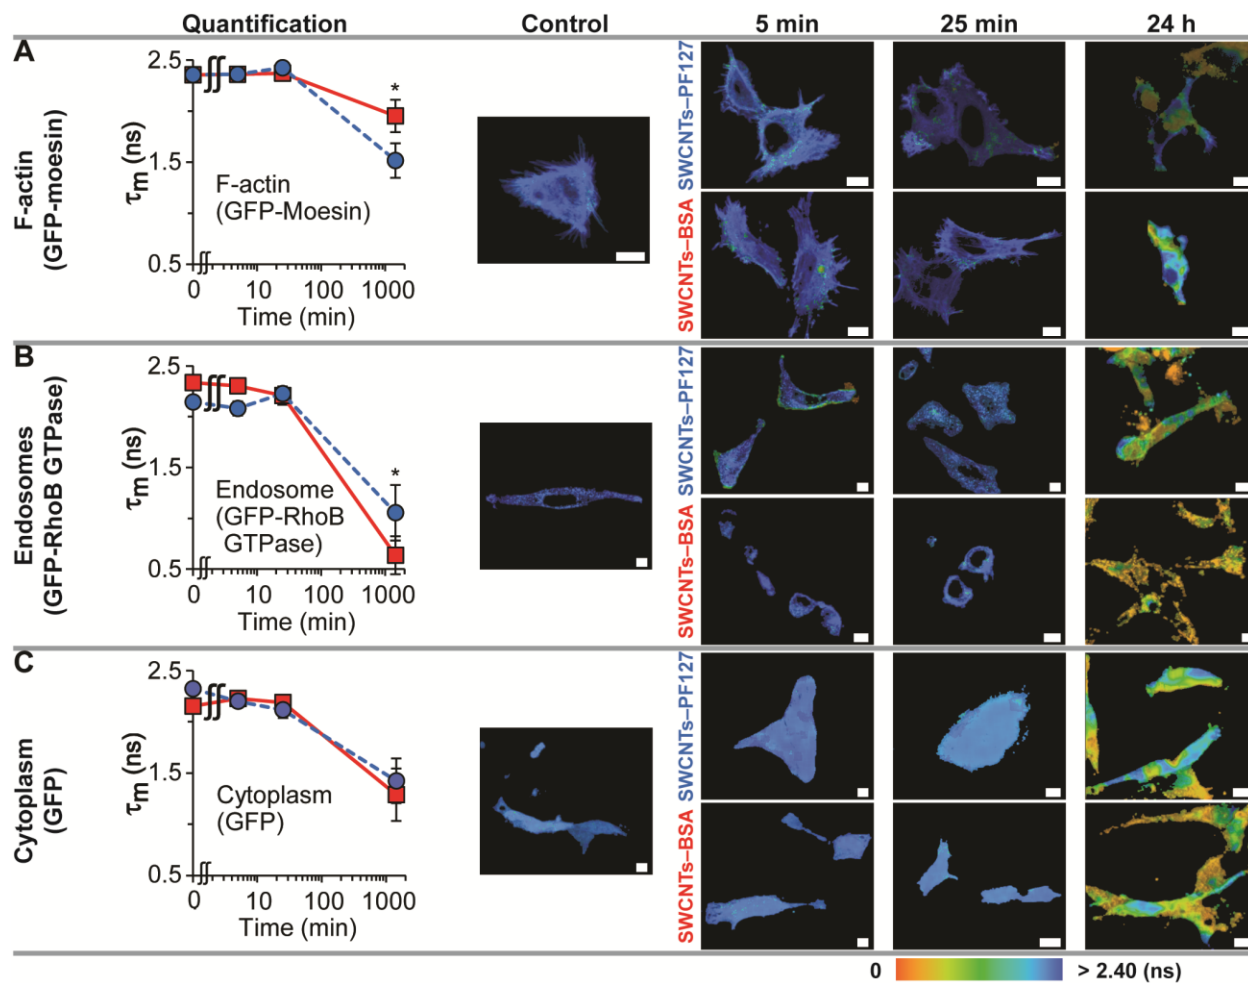 Quantification Control 5 min 25 min 24 h
A
F-actin
(GFP-moesin)
2.5
1.5
0.5
τm (ns)
*
F-actin
(GFP-Moesin)
0 10 100 1000
Time (min)
SWCNTs–PF127
SWCNTs–BSA
B
Endosomes
(GFP-RhoB GTPase)
2.5
1.5
0.5
τm (ns)
*
Endosome
(GFP-RhoB
GTPase)
0 10 100 1000
Time (min)
SWCNTs–PF127
SWCNTs–BSA
C
Cytoplasm
(GFP)
2.5
1.5
0.5
τm (ns)
Cytoplasm
(GFP)
0 10 100 1000
Time (min)
SWCNTs–PF127
SWCNTs–BSA
0 > 2.40 (ns)